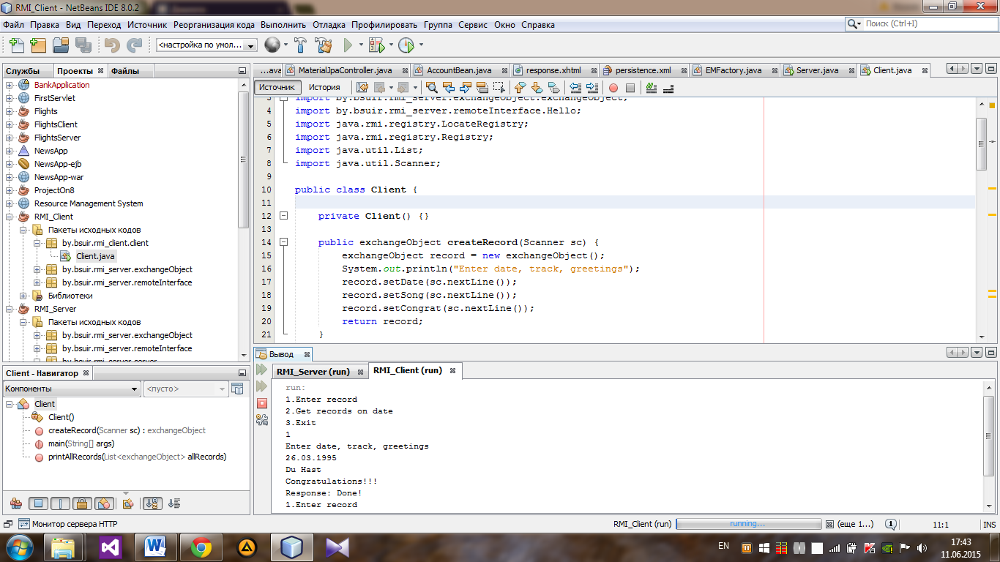 RMI_Client - NetBeans IDE 8.0.2
Файл Правка Вид Переход Источник Реорганизация кода Выполнить Отладка Профилировать Группа Сервис Окно Справка
Поиск (Ctrl+I)
<настройка по умол...
Службы Проекты Файлы
...ava MaterialJpaController.java AccountBean.java response.xhtml persistence.xml EMFactory.java Server.java Client.java
Источник История
BankApplication
FirstServlet
Flights
FlightsClient
FlightsServer
NewsApp
NewsApp-ejb
NewsApp-war
ProjectOn8
Resource Management System
RMI_Client
Пакеты исходных кодов
by.bsuir.rmi_client.client
Client.java
by.bsuir.rmi_server.exchangeObject
by.bsuir.rmi_server.remoteInterface
Библиотеки
RMI_Server
Пакеты исходных кодов
by.bsuir.rmi_server.exchangeObject
by.bsuir.rmi_server.remoteInterface
by.bsuir.rmi_server.server
3 import by.bsuir.rmi_server.exchangeObject.exchangeObject;
4 import by.bsuir.rmi_server.remoteInterface.Hello;
5 import java.rmi.registry.LocateRegistry;
6 import java.rmi.registry.Registry;
7 import java.util.List;
8 import java.util.Scanner;
9
10 public class Client {
11
12 private Client() {}
13
14 public exchangeObject createRecord(Scanner sc) {
15 exchangeObject record = new exchangeObject();
16 System.out.println("Enter date, track, greetings");
17 record.setDate(sc.nextLine());
18 record.setSong(sc.nextLine());
19 record.setCongrat(sc.nextLine());
20 return record;
21 }
Client - Навигатор
Компоненты <пусто>
Client
Client()
createRecord(Scanner sc) : exchangeObject
main(String[] args)
printAllRecords(List<exchangeObject> allRecords)
Вывод
RMI_Server (run) RMI_Client (run)
run:
1.Enter record
2.Get records on date
3.Exit
1
Enter date, track, greetings
26.03.1995
Du Hast
Congratulations!!!
Response: Done!
1.Enter record
Монитор сервера HTTP
RMI_Client (run) running... (еще 1...) 1 11:1 INS
EN
17:43
11.06.2015